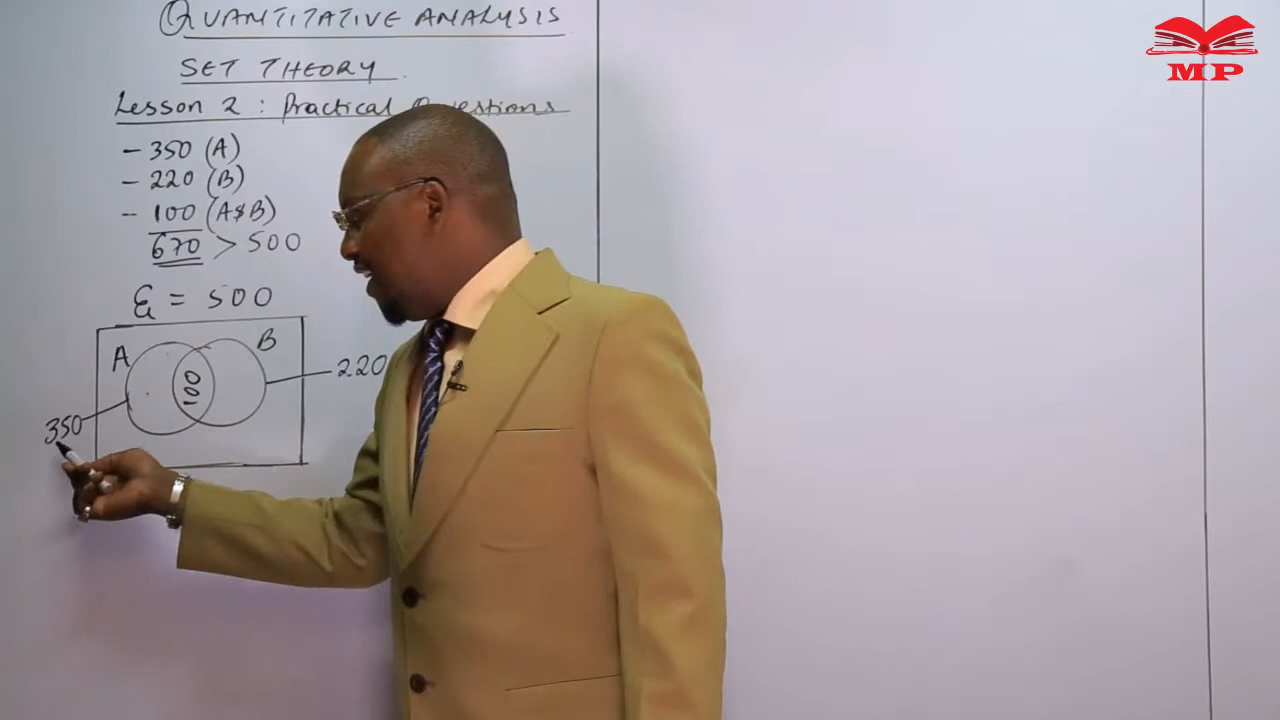 QUANTITATIVE ANALYSIS
SET THEORY
Lesson 2 : Practical Questions
- 350 (A)
- 220 (B)
- 100 (A&B)
670 > 500
ξ = 500
A
B
100
220
350
MP